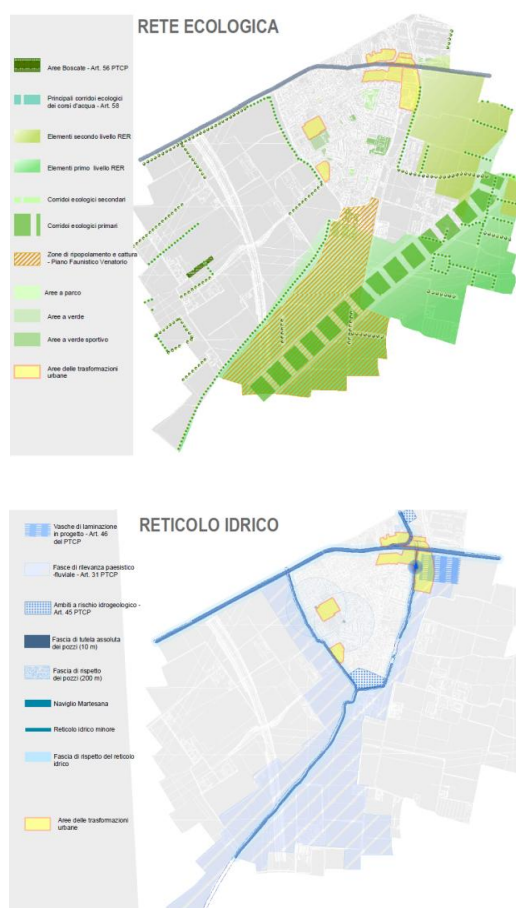 RETE ECOLOGICA
Aree Boscate - Art. 56 PTCP
Principali corridoi ecologici
dei corsi d'acqua - Art. 58
Elementi secondo livello RER
Elementi primo livello RER
Corridoi ecologici secondari
Corridoi ecologici primari
Zone di ripopolamento e cattura
- Piano Faunistico Venatorio
Aree a parco
Aree a verde
Aree a verde sportivo
Aree delle trasformazioni
urbane
RETICOLO IDRICO
Vasche di laminazione
in progetto - Art. 46
del PTCP
Fasce di rilevanza paesistico
-fluviale - Art. 31 PTCP
Ambiti a rischio idrogeologico -
Art. 45 PTCP
Fascia di tutela assoluta
dei pozzi (10 m)
Fascia di rispetto
dei pozzi (200 m)
Naviglio Martesana
Reticolo idrico minore
Fascia di rispetto del reticolo
idrico
Aree delle trasformazioni
urbane